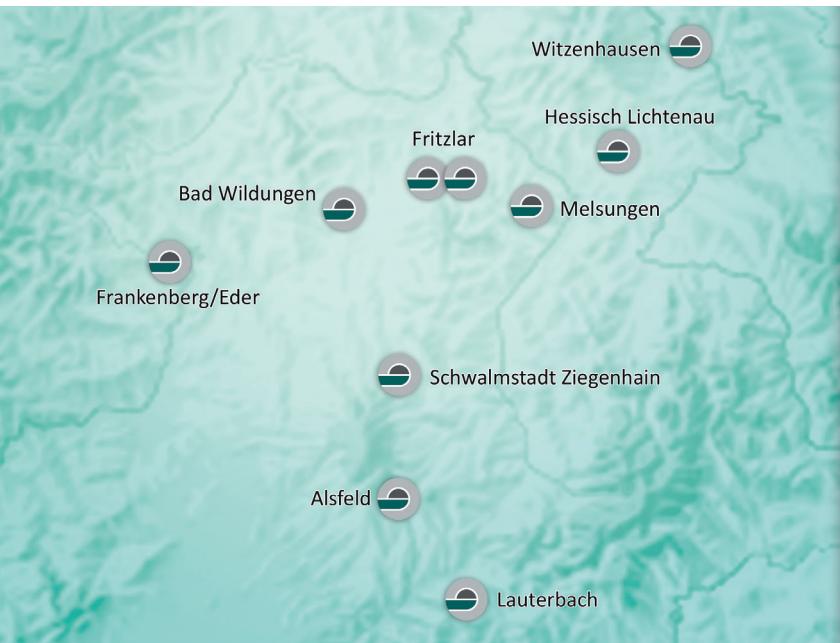 Witzenhausen
Hessisch Lichtenau
Fritzlar
Bad Wildungen
Melsungen
Frankenberg/Eder
Schwalmstadt Ziegenhain
Alsfeld
Lauterbach